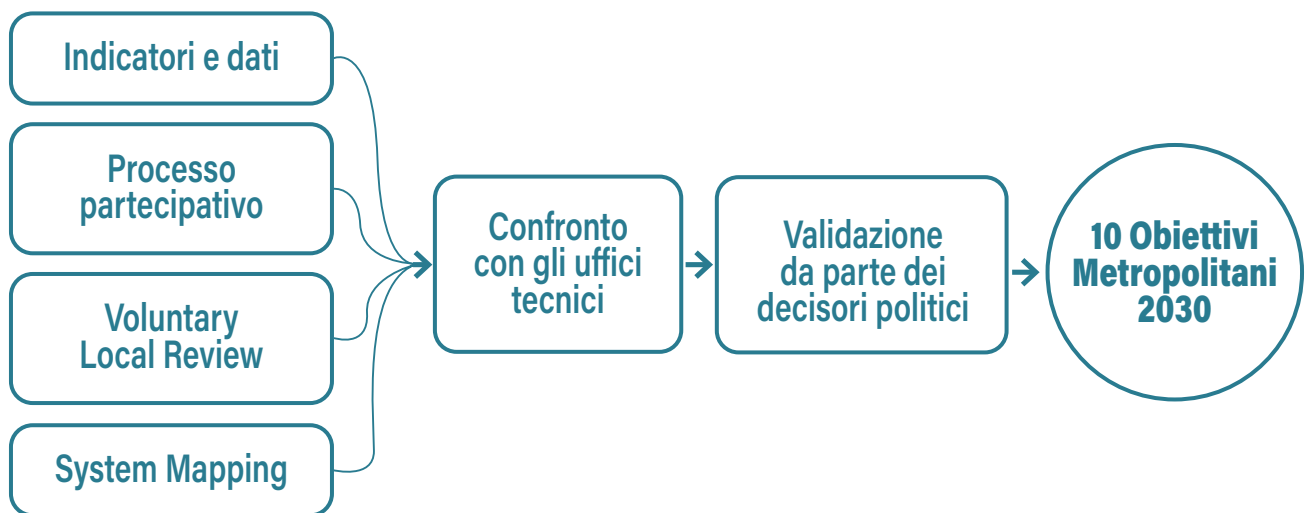 Indicatori e dati
Processo
partecipativo
Voluntary
Local Review
System Mapping
Confronto
con gli uffici
tecnici
Validazione
da parte dei
decisori politici
10 Obiettivi
Metropolitani
2030